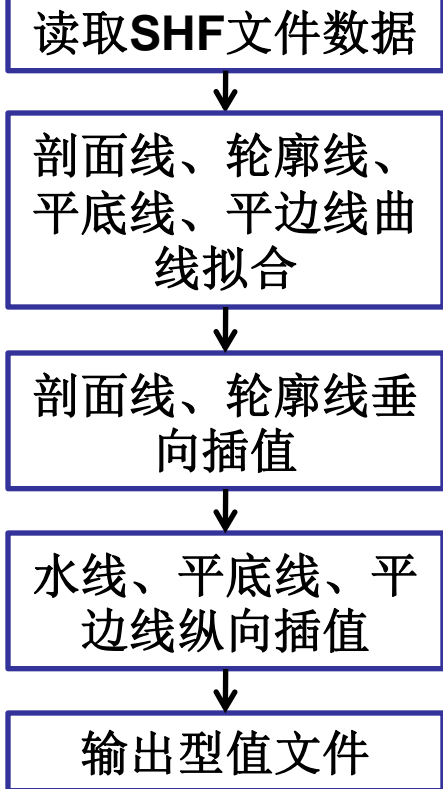 读取SHF文件数据
剖面线、轮廓线、
平底线、平边线曲
线拟合
剖面线、轮廓线垂
向插值
水线、平底线、平
边线纵向插值
输出型值文件